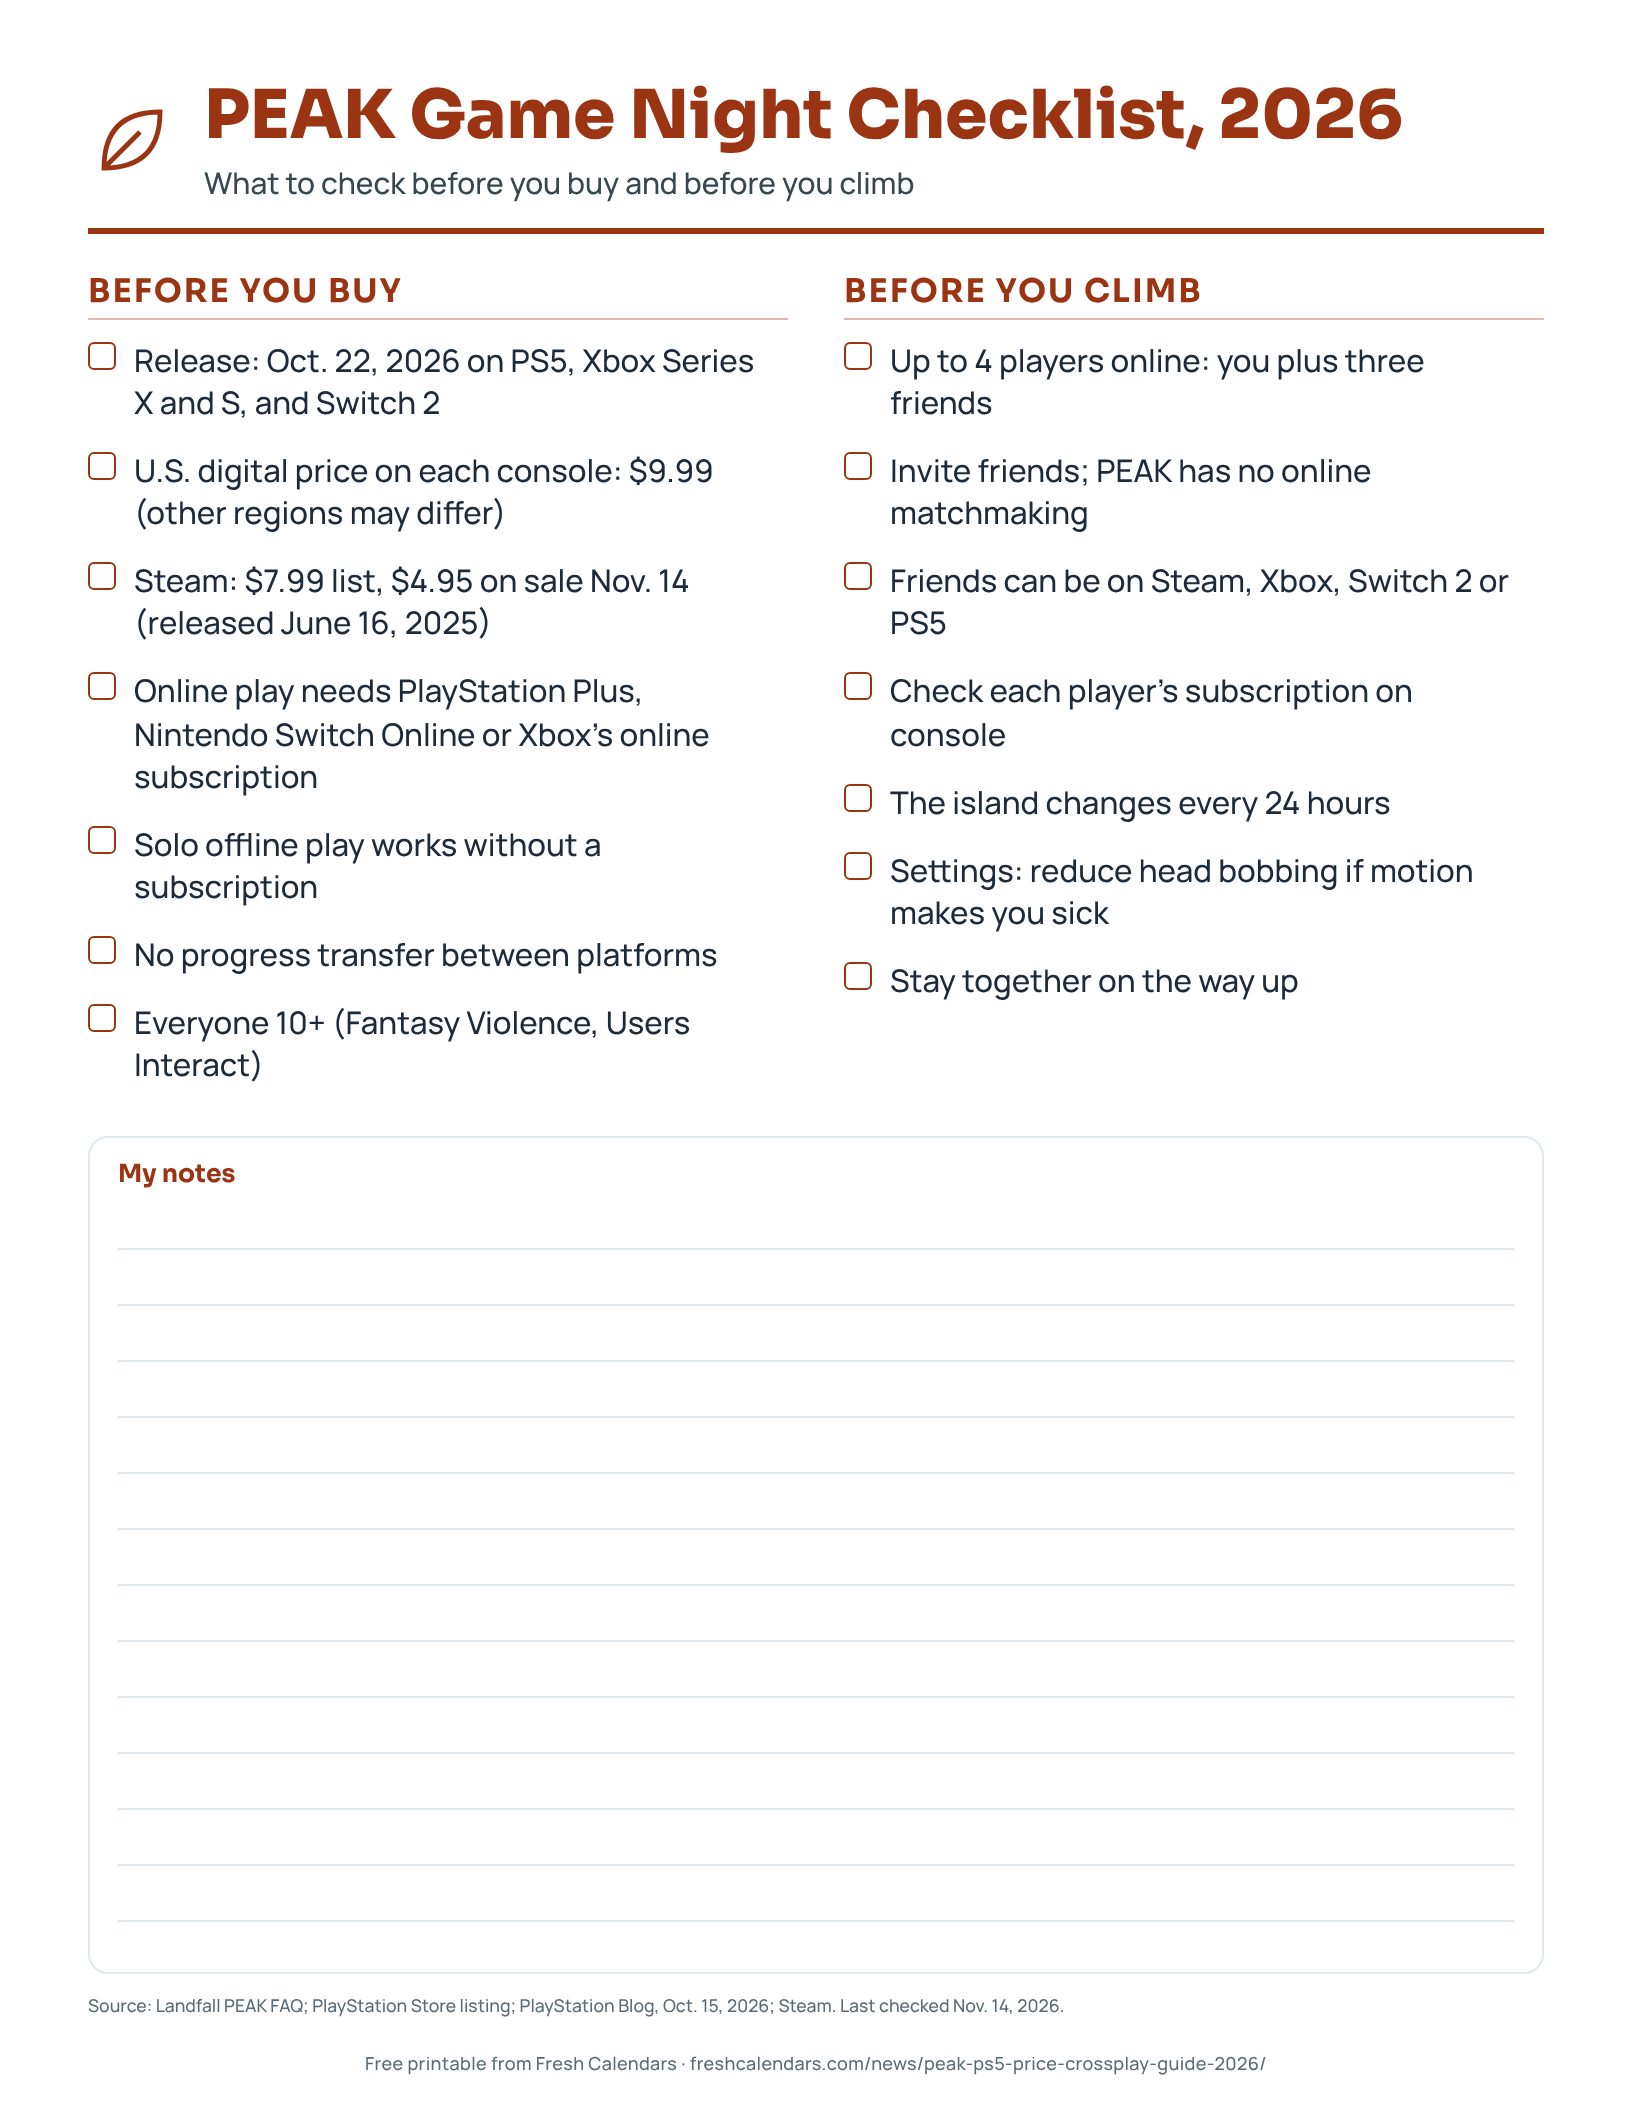 PEAK Game Night Checklist, 2026
What to check before you buy and before you climb
BEFORE YOU BUY
Release: Oct. 22, 2026 on PS5, Xbox Series
X and S, and Switch 2
U.S. digital price on each console: $9.99
(other regions may differ)
Steam: $7.99 list, $4.95 on sale Nov. 14
(released June 16, 2025)
Online play needs PlayStation Plus,
Nintendo Switch Online or Xbox’s online
subscription
Solo offline play works without a
subscription
No progress transfer between platforms
Everyone 10+ (Fantasy Violence, Users
Interact)
BEFORE YOU CLIMB
Up to 4 players online: you plus three
friends
Invite friends; PEAK has no online
matchmaking
Friends can be on Steam, Xbox, Switch 2 or
PS5
Check each player’s subscription on
console
The island changes every 24 hours
Settings: reduce head bobbing if motion
makes you sick
Stay together on the way up
My notes
Source: Landfall PEAK FAQ; PlayStation Store listing; PlayStation Blog, Oct. 15, 2026; Steam. Last checked Nov. 14, 2026.
Free printable from Fresh Calendars · freshcalendars.com/news/peak-ps5-price-crossplay-guide-2026/